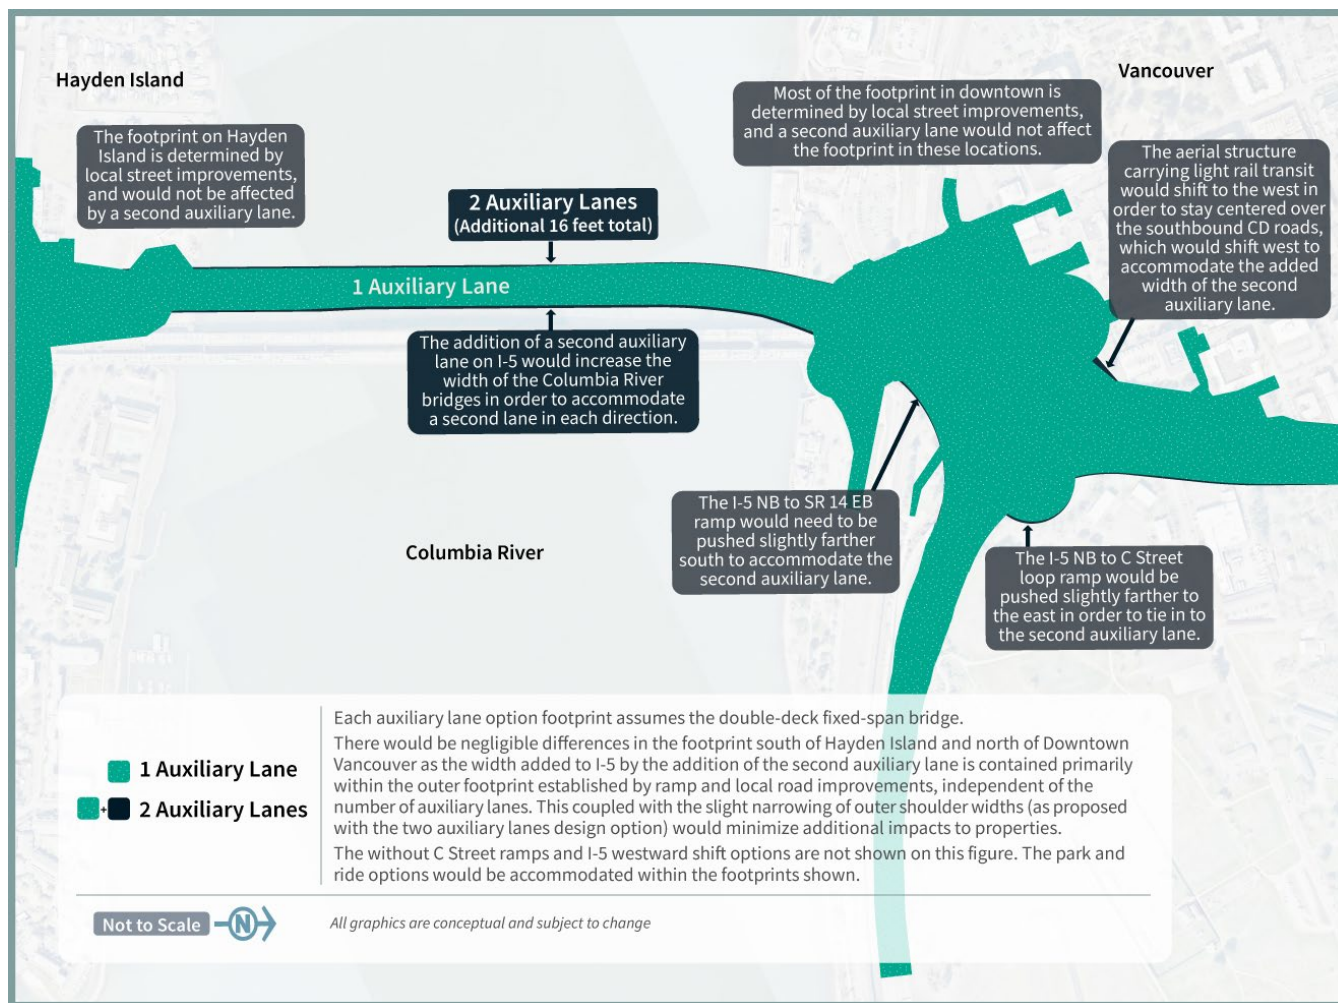 Hayden Island
Vancouver
The footprint on Hayden
Island is determined by
local street improvements,
and would not be affected
by a second auxiliary lane.
2 Auxiliary Lanes
(Additional 16 feet total)
Most of the footprint in downtown is
determined by local street improvements,
and a second auxiliary lane would not affect
the footprint in these locations.
The aerial structure
carrying light rail transit
would shift to the west in
order to stay centered over
the southbound CD roads,
which would shift west to
accommodate the added
width of the second
auxiliary lane.
1 Auxiliary Lane
The addition of a second auxiliary
lane on I-5 would increase the
width of the Columbia River
bridges in order to accommodate
a second lane in each direction.
The I-5 NB to SR 14 EB
ramp would need to be
pushed slightly farther
south to accommodate the
second auxiliary lane.
Columbia River
The I-5 NB to C Street
loop ramp would be
pushed slightly farther to
the east in order to tie in to
the second auxiliary lane.
1 Auxiliary Lane
+ 2 Auxiliary Lanes
Each auxiliary lane option footprint assumes the double-deck fixed-span bridge.
There would be negligible differences in the footprint south of Hayden Island and north of Downtown
Vancouver as the width added to I-5 by the addition of the second auxiliary lane is contained primarily
within the outer footprint established by ramp and local road improvements, independent of the
number of auxiliary lanes. This coupled with the slight narrowing of outer shoulder widths (as proposed
with the two auxiliary lanes design option) would minimize additional impacts to properties.
The without C Street ramps and I-5 westward shift options are not shown on this figure. The park and
ride options would be accommodated within the footprints shown.
Not to Scale N
All graphics are conceptual and subject to change